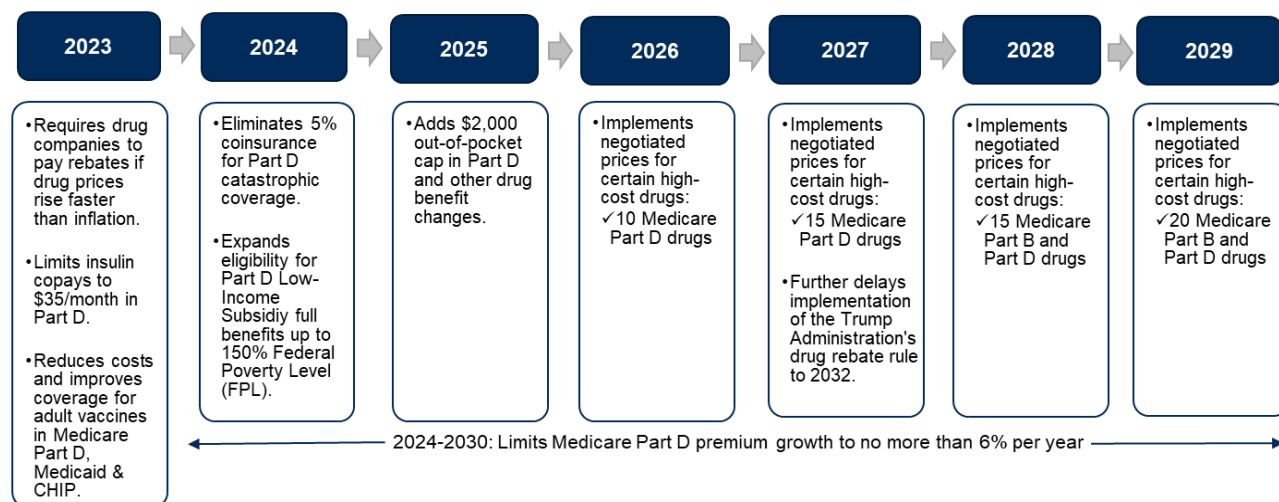 2023
2024
2025
2026
2027
2028
2029
•Requires drug
companies to
pay rebates if
drug prices
rise faster
than inflation.
•Limits insulin
copays to
$35/month in
Part D.
•Reduces costs
and improves
coverage for
adult vaccines
in Medicare
Part D,
Medicaid &
CHIP.
•Eliminates 5%
coinsurance
for Part D
catastrophic
coverage.
•Expands
eligibility for
Part D Low-
Income
Subsidiy full
benefits up to
150% Federal
Poverty Level
(FPL).
•Adds $2,000
out-of-pocket
cap in Part D
and other drug
benefit
changes.
•Implements
negotiated
prices for
certain high-
cost drugs:
✓10 Medicare
Part D drugs
•Implements
negotiated
prices for
certain high-
cost drugs:
✓15 Medicare
Part D drugs
•Further delays
implementation
of the Trump
Administration's
drug rebate rule
to 2032.
•Implements
negotiated
prices for
certain high-
cost drugs:
✓15 Medicare
Part B and
Part D drugs
•Implements
negotiated
prices for
certain high-
cost drugs:
✓20 Medicare
Part B and
Part D drugs
2024-2030: Limits Medicare Part D premium growth to no more than 6% per year